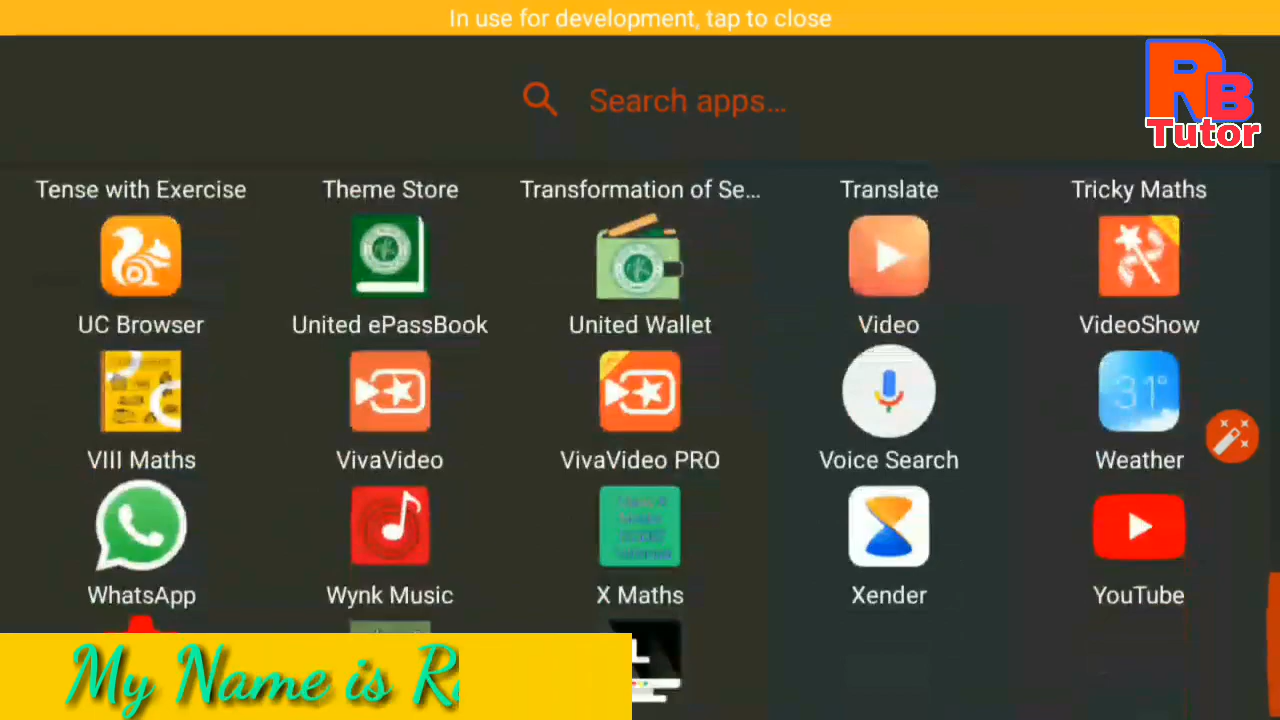 In use for development, tap to close
Search apps...
RB
Tutor
Tense with Exercise
Theme Store
Transformation of Se...
Translate
Tricky Maths
UC Browser
United ePassBook
United Wallet
Video
VideoShow
31°
VIII Maths
VivaVideo
VivaVideo PRO
Voice Search
Weather
WhatsApp
Wynk Music
X Maths
Xender
YouTube
My Name is R